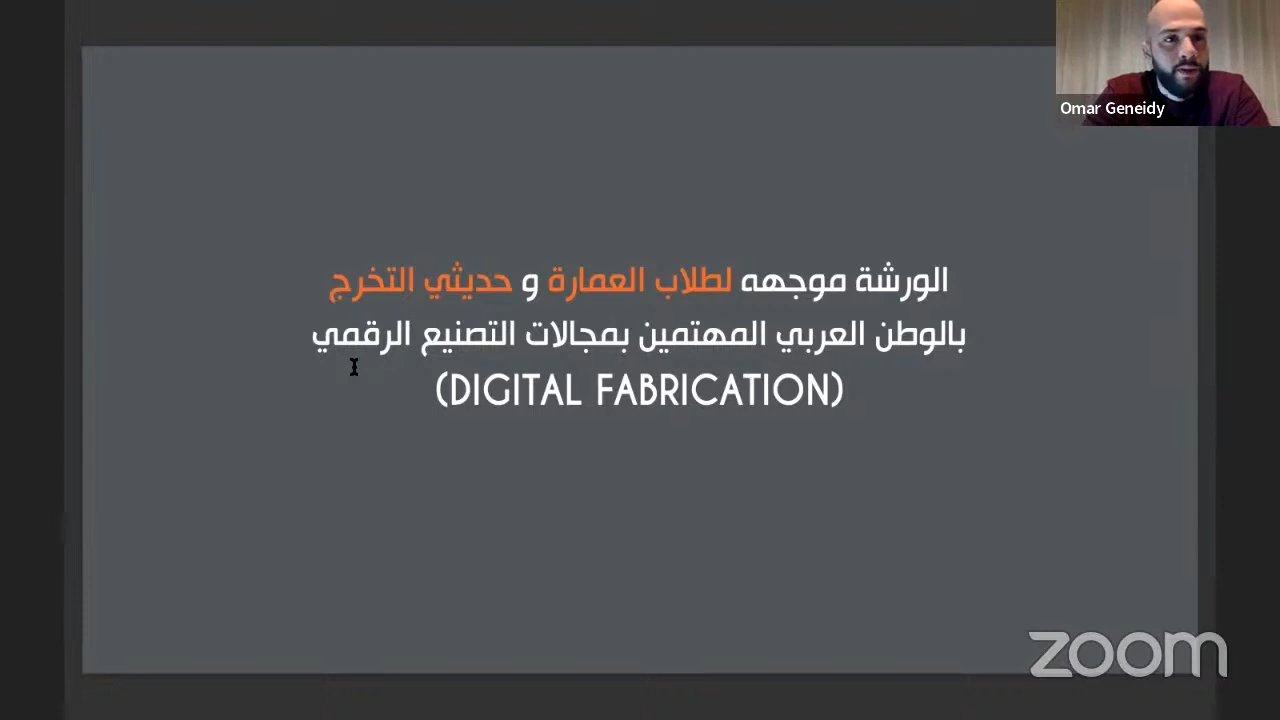 Omar Geneidy
الورشة موجهه لطلاب العمارة و حديثي التخرج
بالوطن العربي المهتمين بمجالات التصنيع الرقمي
(DIGITAL FABRICATION)
zoom